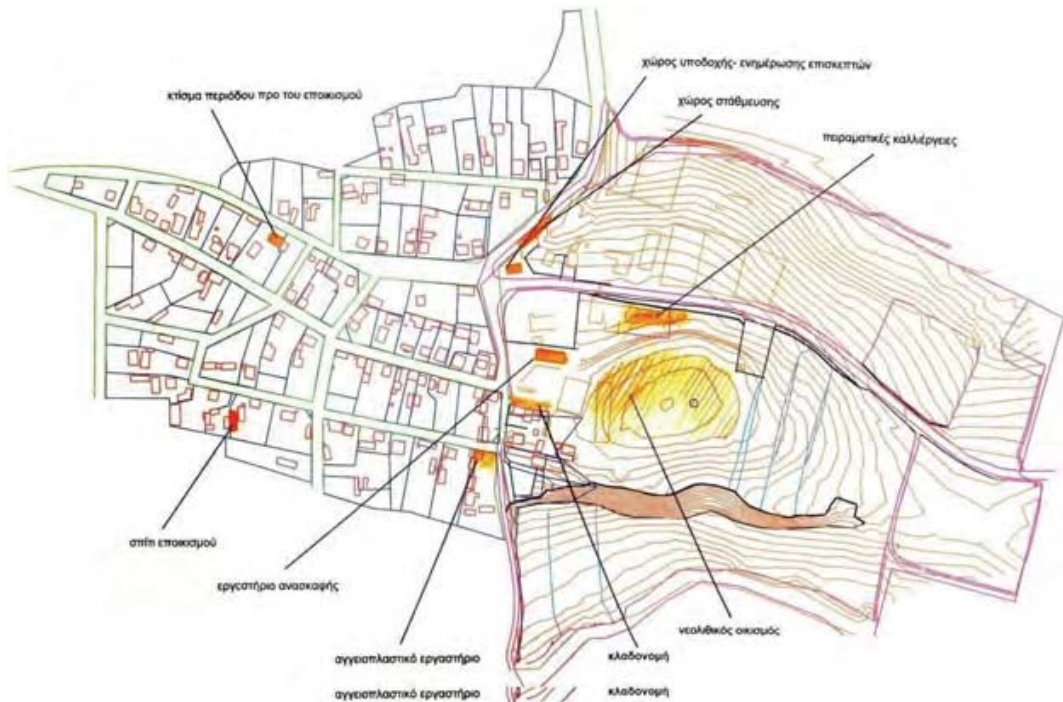 χώρος υποδοχής- ενημέρωσης επισκεπτών
κτίσμα περιόδου προ του εποικισμού
χώρος στάθμευσης
πειραματικές καλλιέργειες
σπίτι εποικισμού
εργεστήριο ανασκαφής
νεολιθικός οικισμός
αγγειοπλαστικό εργαστήριο
κλαδονομή
αγγειοπλαστικό εργαστήριο
κλαδονομή